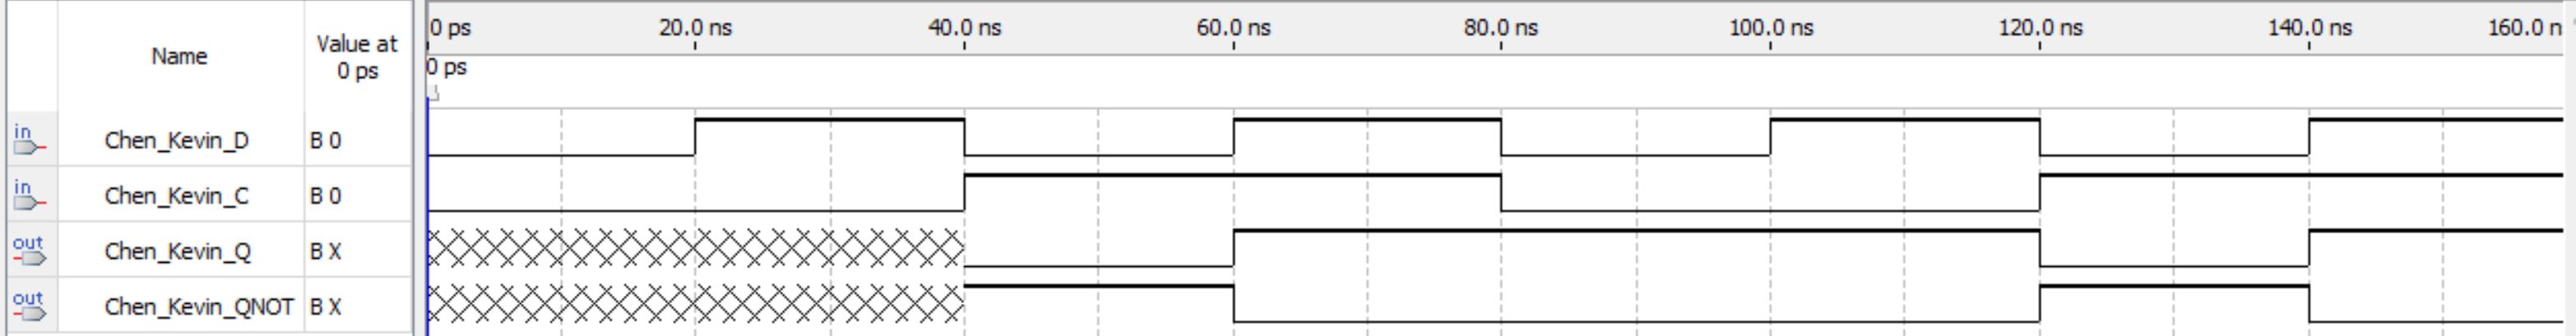 Name
Value at
0 ps
0 ps 20.0 ns 40.0 ns 60.0 ns 80.0 ns 100.0 ns 120.0 ns 140.0 ns 160.0 n
0 ps
in Chen_Kevin_D B 0
in Chen_Kevin_C B 0
out Chen_Kevin_Q B X
out Chen_Kevin_QNOT B X